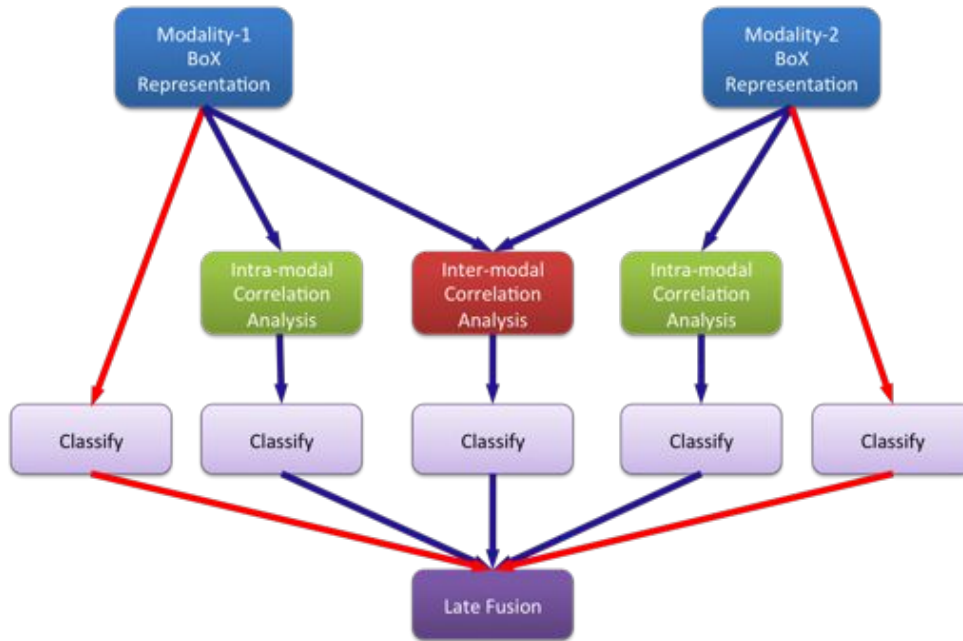 Modality-1
BoX
Representation
Modality-2
BoX
Representation
Intra-modal
Correlation
Analysis
Inter-modal
Correlation
Analysis
Intra-modal
Correlation
Analysis
Classify
Classify
Classify
Classify
Classify
Late Fusion